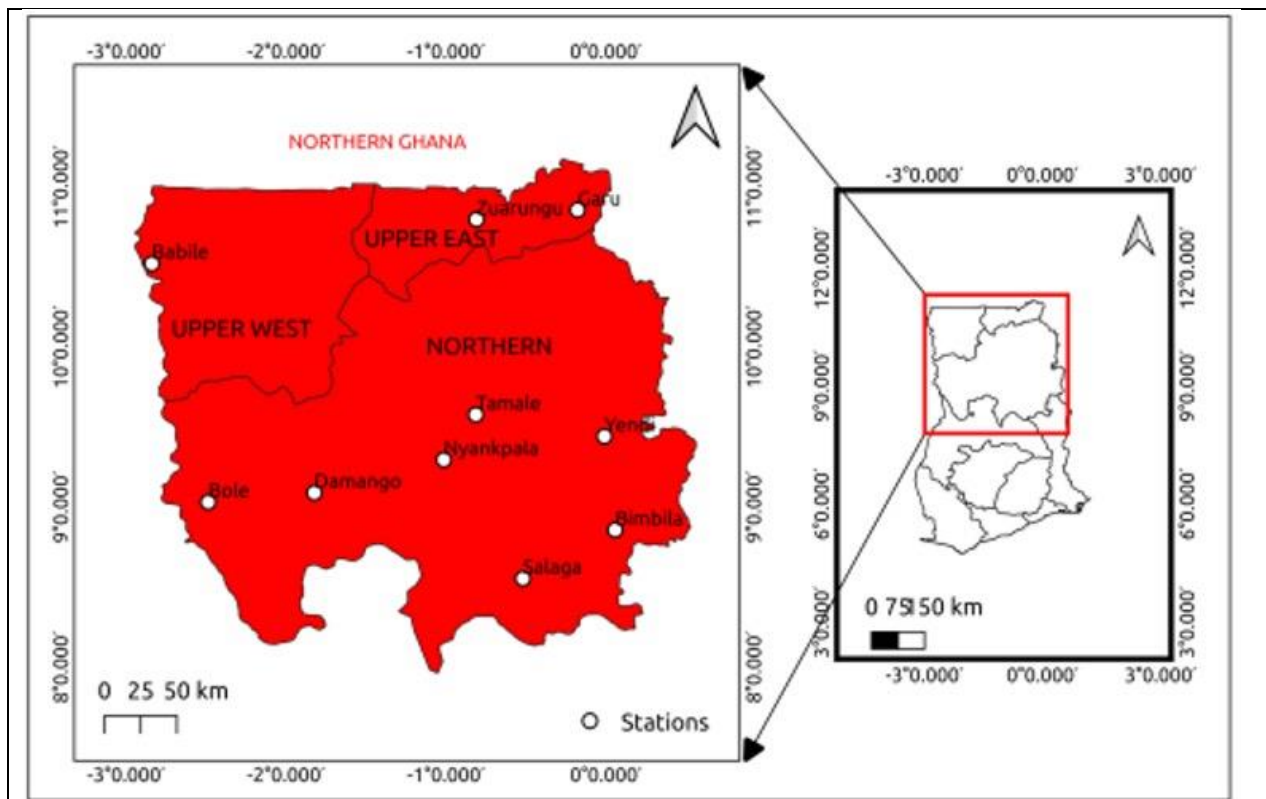 -3°0.000′ -2°0.000′ -1°0.000′ 0°0.000′
NORTHERN GHANA
11°0.000′ 10°0.000′ 9°0.000′ 8°0.000′
Zuarungu
Garu
UPPER EAST
Babile
UPPER WEST
NORTHERN
Tamale
Yendi
Nyankpala
Damango
Bole
Bimbila
Salaga
0 25 50 km
Stations
11°0.000′ 10°0.000′ 9°0.000′ 8°0.000′
-3°0.000′ -2°0.000′ -1°0.000′ 0°0.000′
-3°0.000′ 0°0.000′ 3°0.000′
12°0.000′ 9°0.000′ 6°0.000′ 3°0.000′
0 75 150 km
12°0.000′ 9°0.000′ 6°0.000′ 3°0.000′
-3°0.000′ 0°0.000′ 3°0.000′